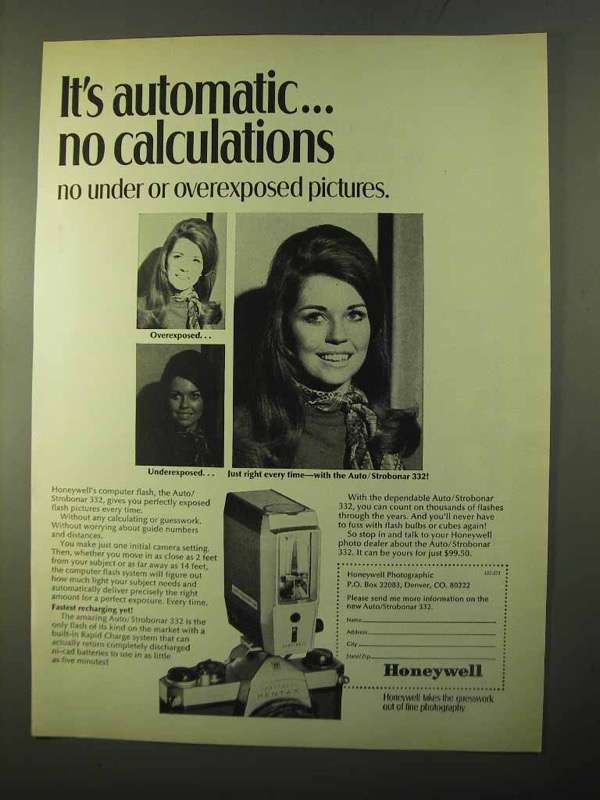 It's automatic...
no calculations
no under or overexposed pictures.
Overexposed...
Underexposed...
Just right every time—with the Auto/Strobonar 332!
Honeywell's computer flash, the Auto/
Strobonar 332, gives you perfectly exposed
flash pictures every time.
Without any calculating or guesswork.
Without worrying about guide numbers
and distances.
You make just one initial camera setting.
Then, whether you move in as close as 2 feet
from your subject or as far away as 14 feet,
the computer flash system will figure out
how much light your subject needs and
automatically deliver precisely the right
amount for a perfect exposure. Every time.
Fastest recharging yet!
The amazing Auto/Strobonar 332 is the
only flash of its kind on the market with a
built-in Rapid Charge system that can
actually return completely discharged
ni-cad batteries to use in as little
as five minutes!
With the dependable Auto/Strobonar
332, you can count on thousands of flashes
through the years. And you'll never have
to fuss with flash bulbs or cubes again!
So stop in and talk to your Honeywell
photo dealer about the Auto/Strobonar
332. It can be yours for just $99.50.
Honeywell Photographic
P.O. Box 22083, Denver, CO. 80222
Please send me more information on the
new Auto/Strobonar 332.
Name
Address
City
State/Zip
Honeywell
Honeywell takes the guesswork
out of fine photography
PENTAX